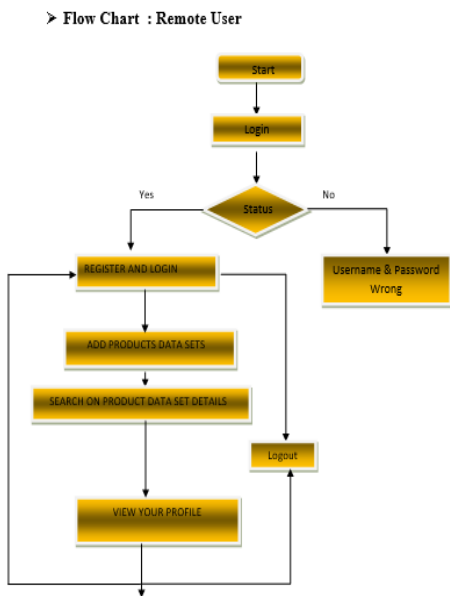 ➢ Flow Chart : Remote User
Start
Login
Status
Yes
No
REGISTER AND LOGIN
Username & Password
Wrong
ADD PRODUCTS DATA SETS
SEARCH ON PRODUCT DATA SET DETAILS
Logout
VIEW YOUR PROFILE